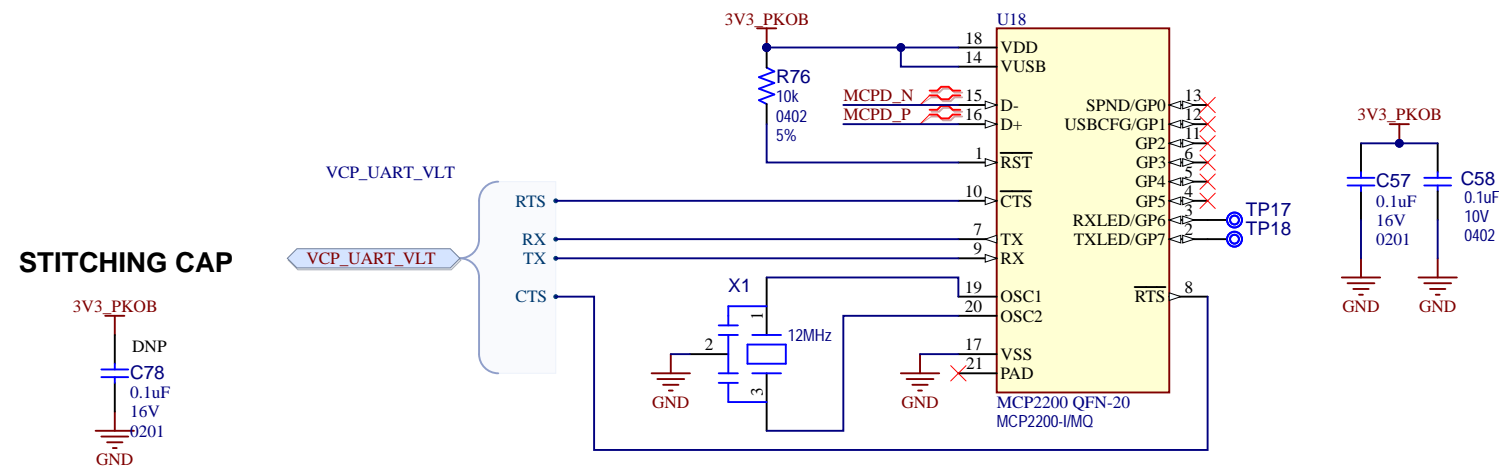 3V3_PKOB
U18
18 VDD
14 VUSB
R76
10k
0402
5%
MCPD_N
15 D-
MCPD_P
16 D+
1 RST
10 CTS
7 TX
9 RX
19 OSC1
20 OSC2
17 VSS
21 PAD
SPND/GP0 13
USBCFG/GP1 12
GP2 11
GP3 6
GP4 5
GP5 4
RXLED/GP6 3
TP17
TXLED/GP7 2
TP18
RTS 8
MCP2200 QFN-20
MCP2200-I/MQ
VCP_UART_VLT
RTS
RX
TX
CTS
VCP_UART_VLT
X1
1
2
3
12MHz
GND
GND
STITCHING CAP
3V3_PKOB
DNP
C78
0.1uF
16V
0201
GND
3V3_PKOB
C57
0.1uF
16V
0201
GND
C58
0.1uF
10V
0402
GND